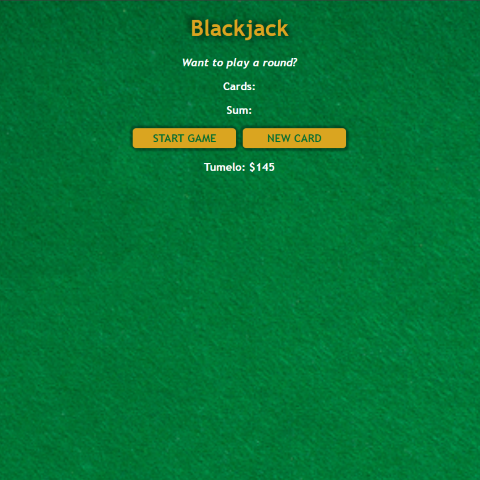 Blackjack
Want to play a round?
Cards:
Sum:
START GAME NEW CARD
Tumelo: $145